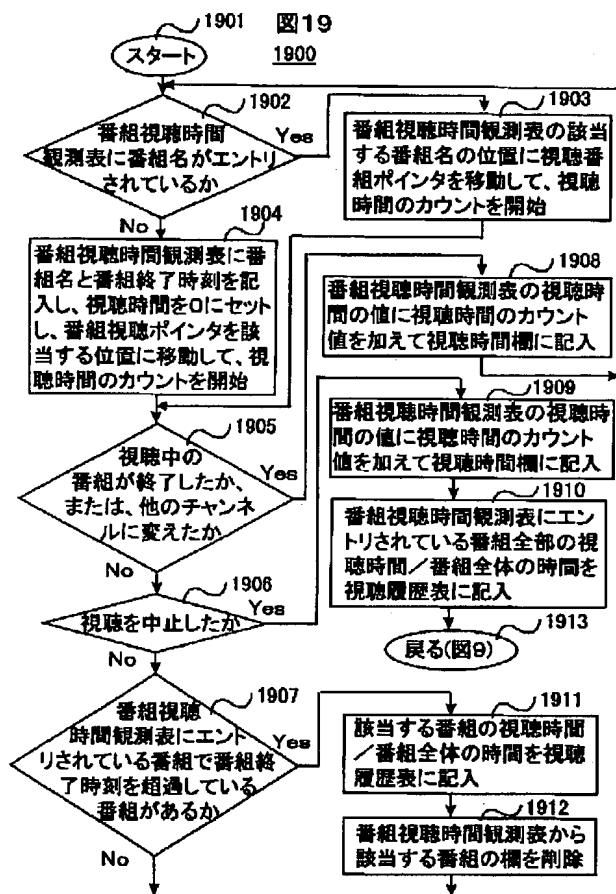 1901
図19
スタート
1900
1902
番組視聴時間
観測表に番組名がエントリ
されているか
Yes
No
1903
番組視聴時間観測表の該当
する番組名の位置に視聴番
組ポインタを移動して、視聴
時間のカウントを開始
1904
番組視聴時間観測表に番
組名と番組終了時刻を記
入し、視聴時間を0にセット
し、番組視聴ポインタを該
当する位置に移動して、視
聴時間のカウントを開始
1908
番組視聴時間観測表の視聴時
間の値に視聴時間のカウント
値を加えて視聴時間欄に記入
1905
視聴中の
番組が終了したか、
または、他のチャンネ
ルに変えたか
Yes
No
1909
番組視聴時間観測表の視聴時
間の値に視聴時間のカウント
値を加えて視聴時間欄に記入
1910
番組視聴時間観測表にエン
トリされている番組全部の視
聴時間/番組全体の時間を
視聴履歴表に記入
1906
視聴を中止したか
Yes
No
1913
戻る(図9)
1907
番組視聴
時間観測表にエント
リされている番組で番組終
了時刻を超過している
番組があるか
Yes
No
1911
該当する番組の視聴時間
/番組全体の時間を視聴
履歴表に記入
1912
番組視聴時間観測表から
該当する番組の欄を削除